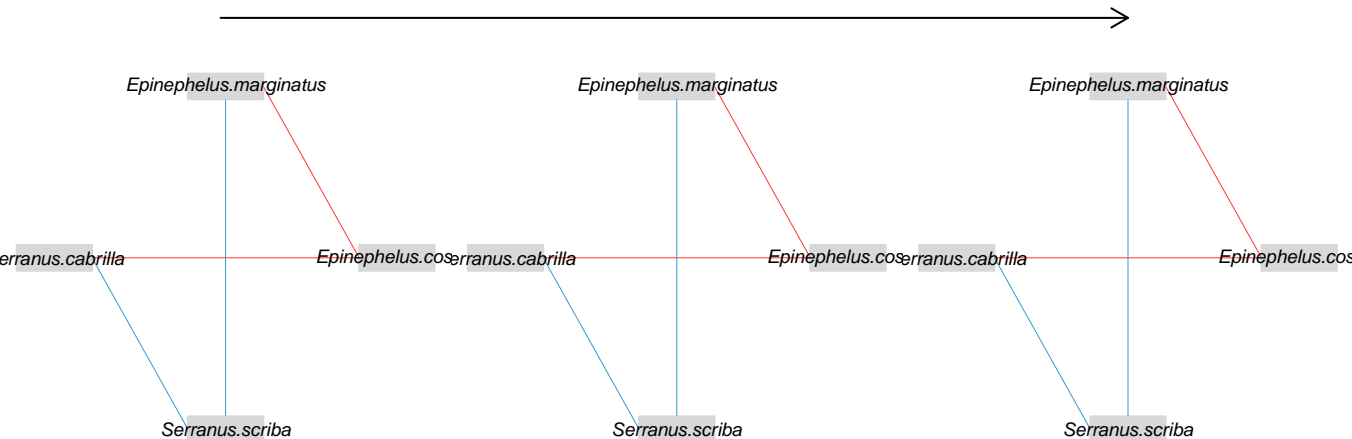 Epinephelus.marginatus Epinephelus.marginatus Epinephelus.marginatus
erranus.cabrilla Epinephelus.cos erranus.cabrilla Epinephelus.cos erranus.cabrilla Epinephelus.cos
Serranus.scriba Serranus.scriba Serranus.scriba